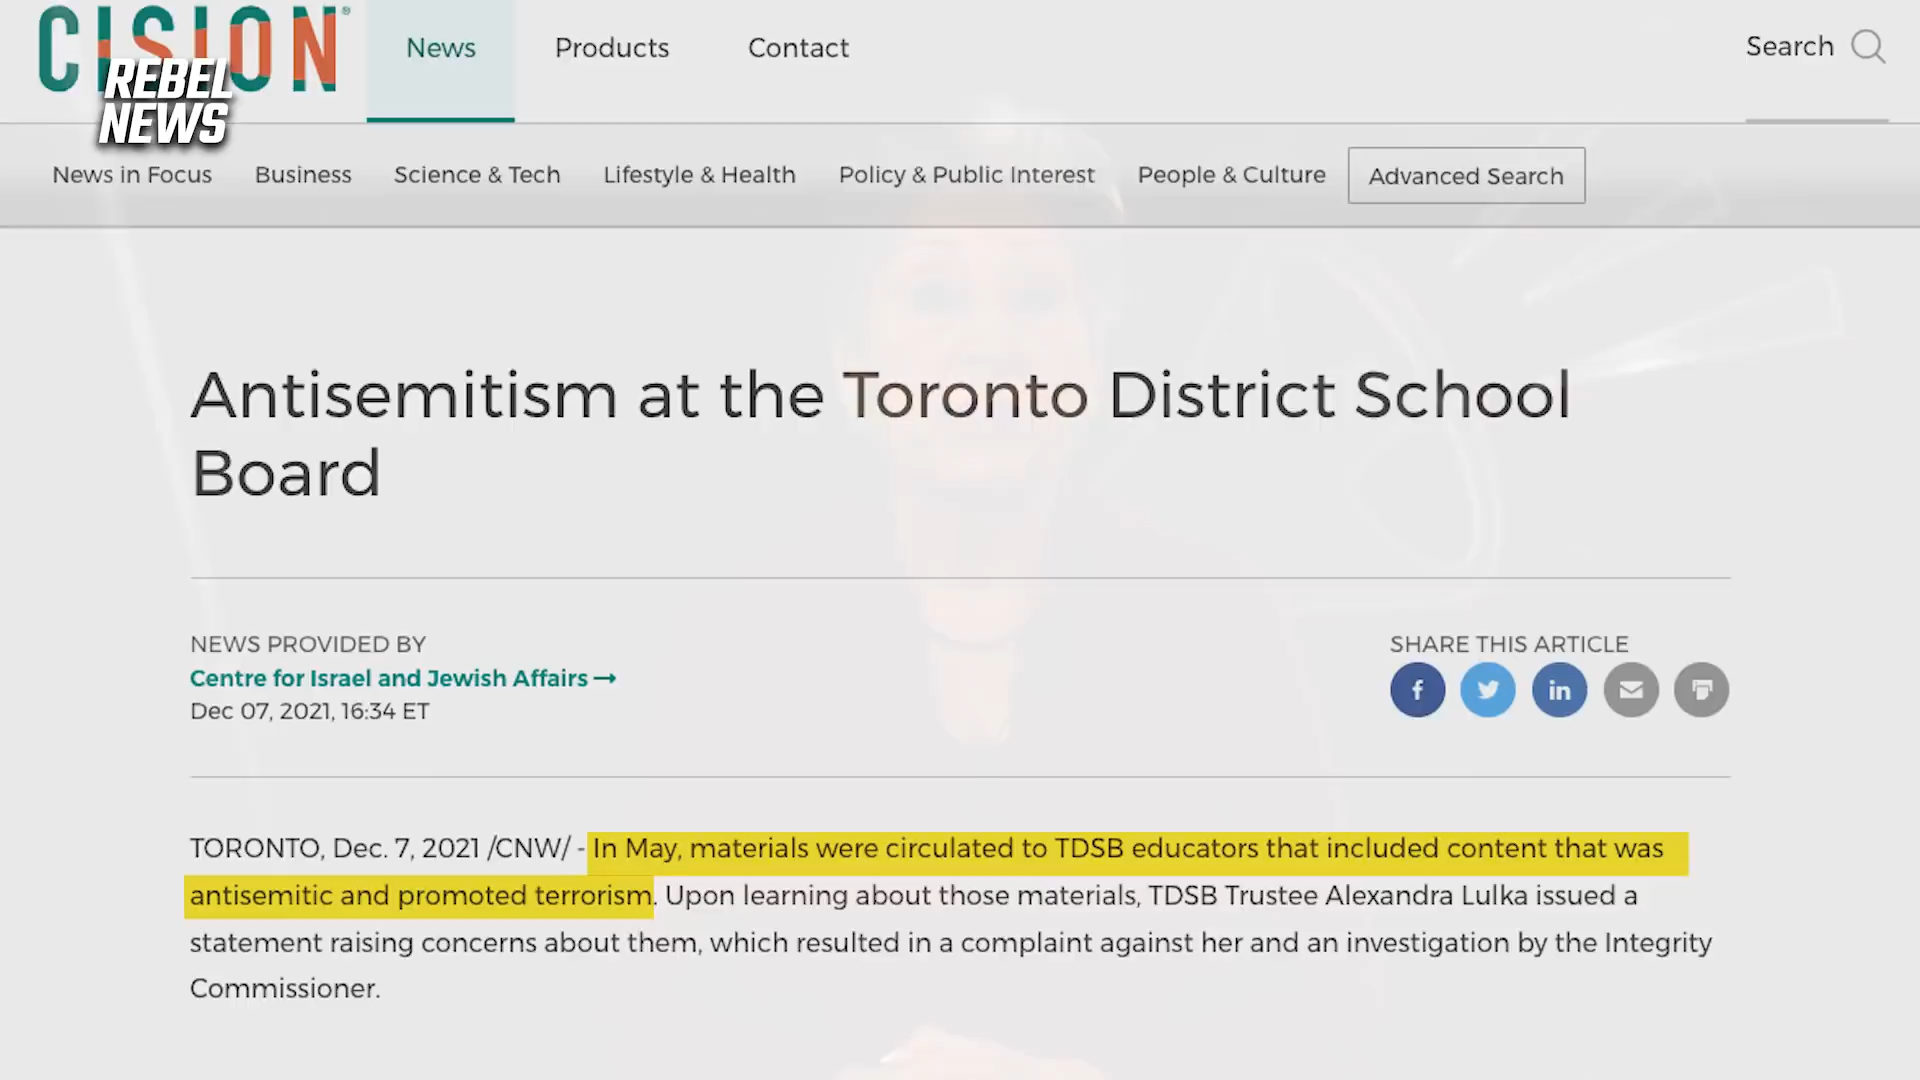 CISION®
REBEL
NEWS
News
Products
Contact
Search
News in Focus
Business
Science & Tech
Lifestyle & Health
Policy & Public Interest
People & Culture
Advanced Search
Antisemitism at the Toronto District School
Board
NEWS PROVIDED BY
Centre for Israel and Jewish Affairs →
Dec 07, 2021, 16:34 ET
SHARE THIS ARTICLE
TORONTO, Dec. 7, 2021 /CNW/ - In May, materials were circulated to TDSB educators that included content that was
antisemitic and promoted terrorism. Upon learning about those materials, TDSB Trustee Alexandra Lulka issued a
statement raising concerns about them, which resulted in a complaint against her and an investigation by the Integrity
Commissioner.